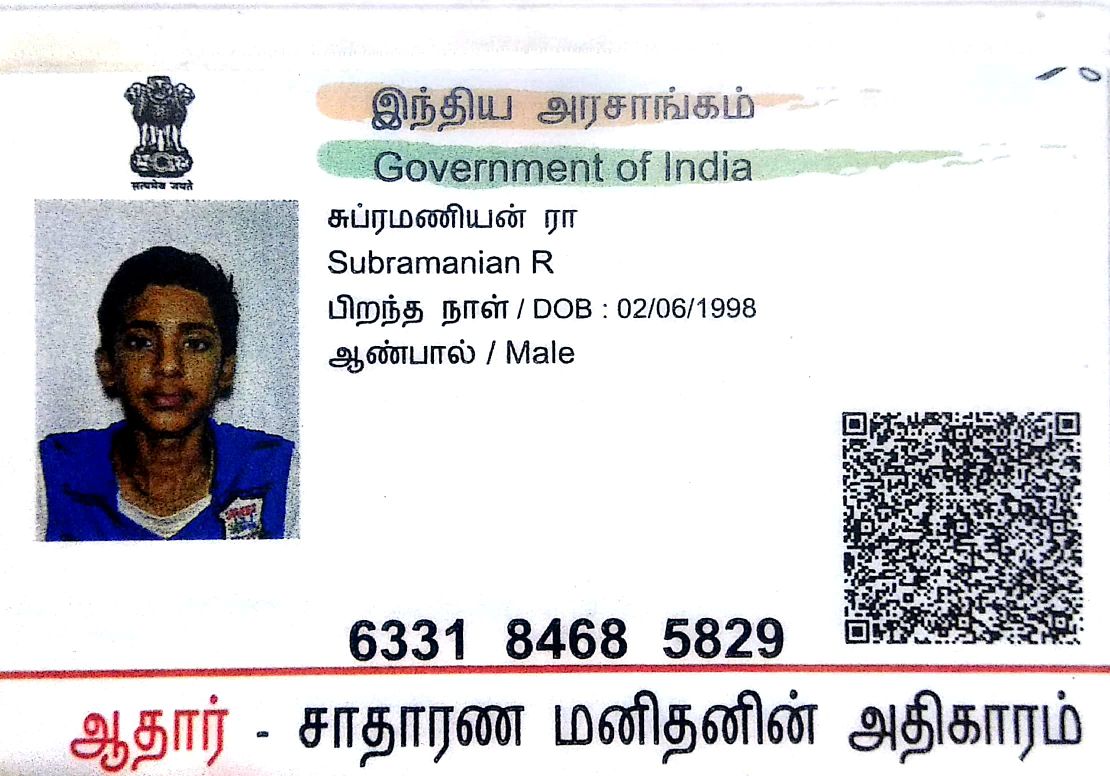 இந்திய அரசாங்கம்
Government of India
सत्यमेव जयते
சுப்ரமணியன் ரா
Subramanian R
பிறந்த நாள் / DOB : 02/06/1998
ஆண்பால் / Male
6331 8468 5829
ஆதார் - சாதாரண மனிதனின் அதிகாரம்